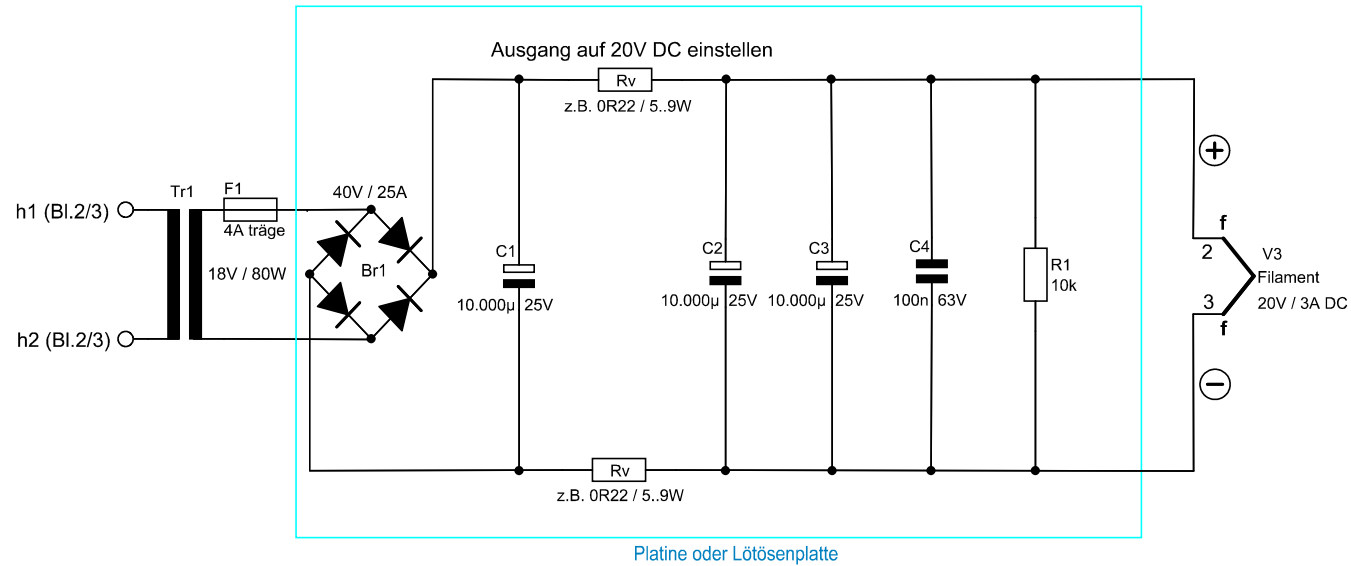 Ausgang auf 20V DC einstellen
Rv
z.B. 0R22 / 5..9W
Tr1
F1
40V / 25A
h1 (Bl.2/3)
4A träge
f
C1
C2
C3
C4
2
V3
18V / 80W
Br1
R1
Filament
10k
10.000µ 25V
10.000µ 25V
10.000µ 25V
100n 63V
3
20V / 3A DC
f
h2 (Bl.2/3)
Rv
z.B. 0R22 / 5..9W
Platine oder Lötösenplatte